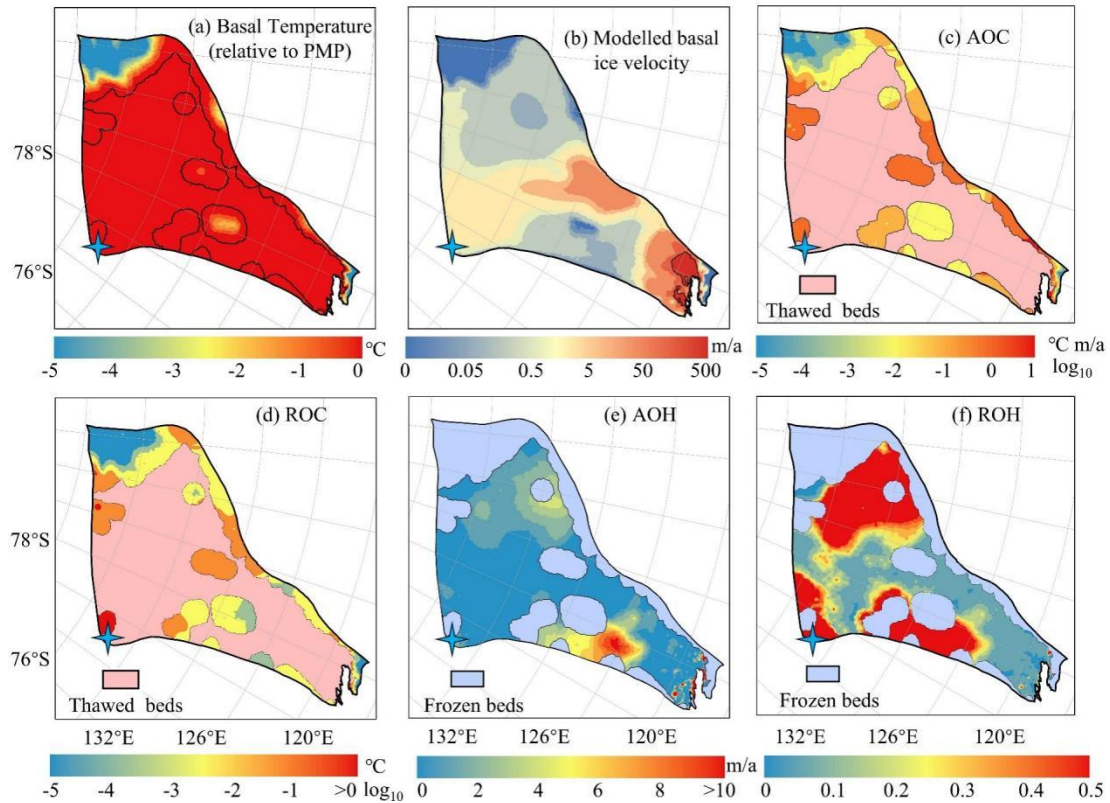 (a) Basal Temperature
(relative to PMP)
(b) Modelled basal
ice velocity
(c) AOC
78°S
76°S
Thawed beds
-5 -4 -3 -2 -1 0 °C
0 0.05 0.5 5 50 500 m/a
-5 -4 -3 -2 -1 0 1 °C m/a
log10
(d) ROC
(e) AOH
(f) ROH
78°S
76°S
Thawed beds
Frozen beds
Frozen beds
132°E 126°E 120°E
132°E 126°E 120°E
132°E 126°E 120°E
-5 -4 -3 -2 -1 >0 °C
log10
0 2 4 6 8 >10 m/a
0 0.1 0.2 0.3 0.4 0.5